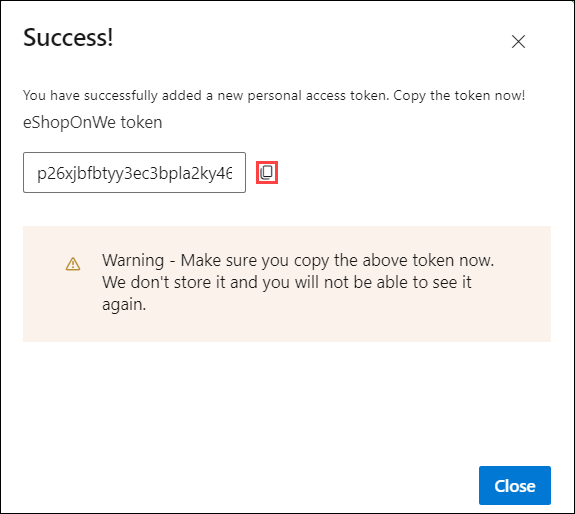 Success!
You have successfully added a new personal access token. Copy the token now!
eShopOnWe token
p26xjbfbtyy3ec3bpla2ky46
Warning - Make sure you copy the above token now.
We don't store it and you will not be able to see it
again.
Close